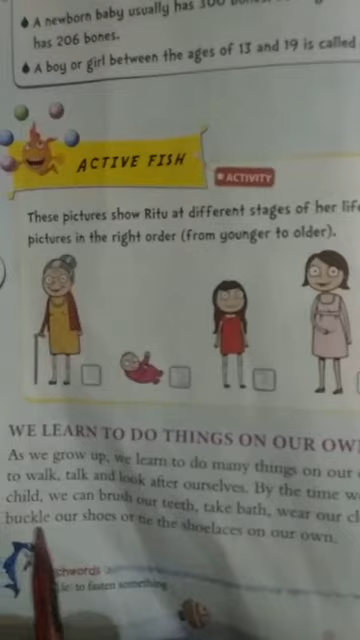 A newborn baby usually has 300
has 206 bones.
A boy or girl between the ages of 13 and 19 is called
ACTIVE FISH
ACTIVITY
These pictures show Ritu at different stages of her
pictures in the right order (from younger to older).
WE LEARN TO DO THINGS ON OUR
As we grow up, we learn to do many things on our
to walk, talk and look after ourselves. By the time
child, we can brush our teeth, take bath, wear our
buckle our shoes or tie the shoelaces on our own.
to fasten something